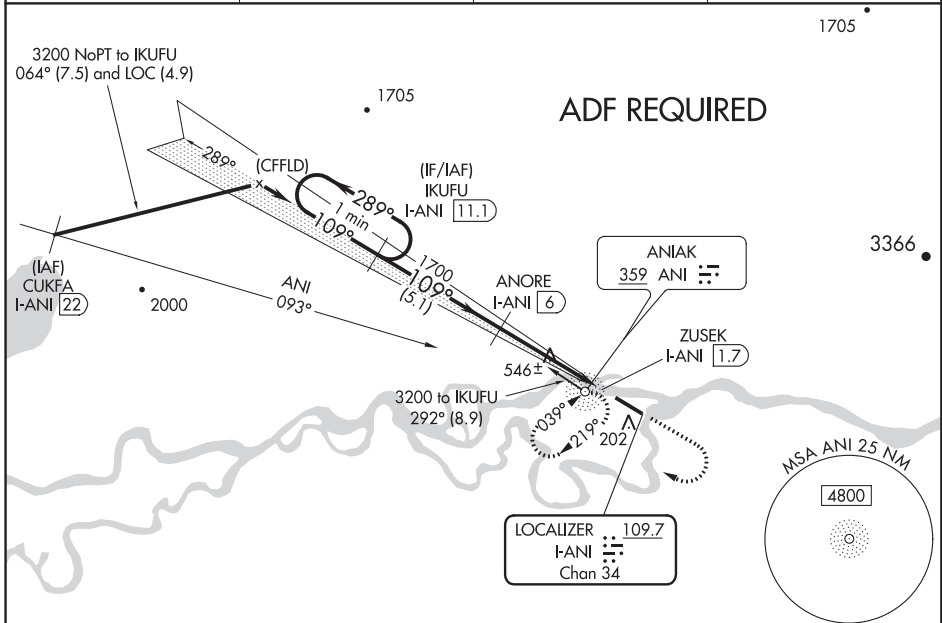 1705
3200 NoPT to IKUFU
064° (7.5) and LOC (4.9)
1705
ADF REQUIRED
289°
(CFFLD)
x
(IF/IAF)
IKUFU
I-ANI 11.1
289°
1 min
109°
3366
(IAF)
CUKFA
I-ANI 22
2000
ANI
093°
1700
109°
(5.1)
ANORE
I-ANI 6
ANIAK
359 ANI
ZUSEK
I-ANI 1.7
546±
3200 to IKUFU
292° (8.9)
039°
219°
202
MSA ANI 25 NM
4800
LOCALIZER 109.7
I-ANI
Chan 34